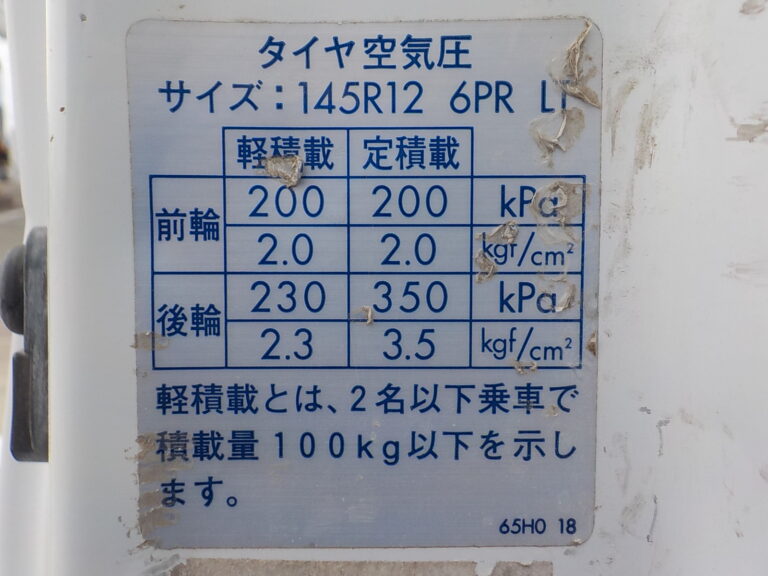 タイヤ空気圧
サイズ：145R12 6PR LT
軽積載 定積載
前輪 200 200 kPa
2.0 2.0 kgf/cm²
後輪 230 350 kPa
2.3 3.5 kgf/cm²
軽積載とは、2名以下乗車で
積載量100kg以下を示し
ます。
65H0 18